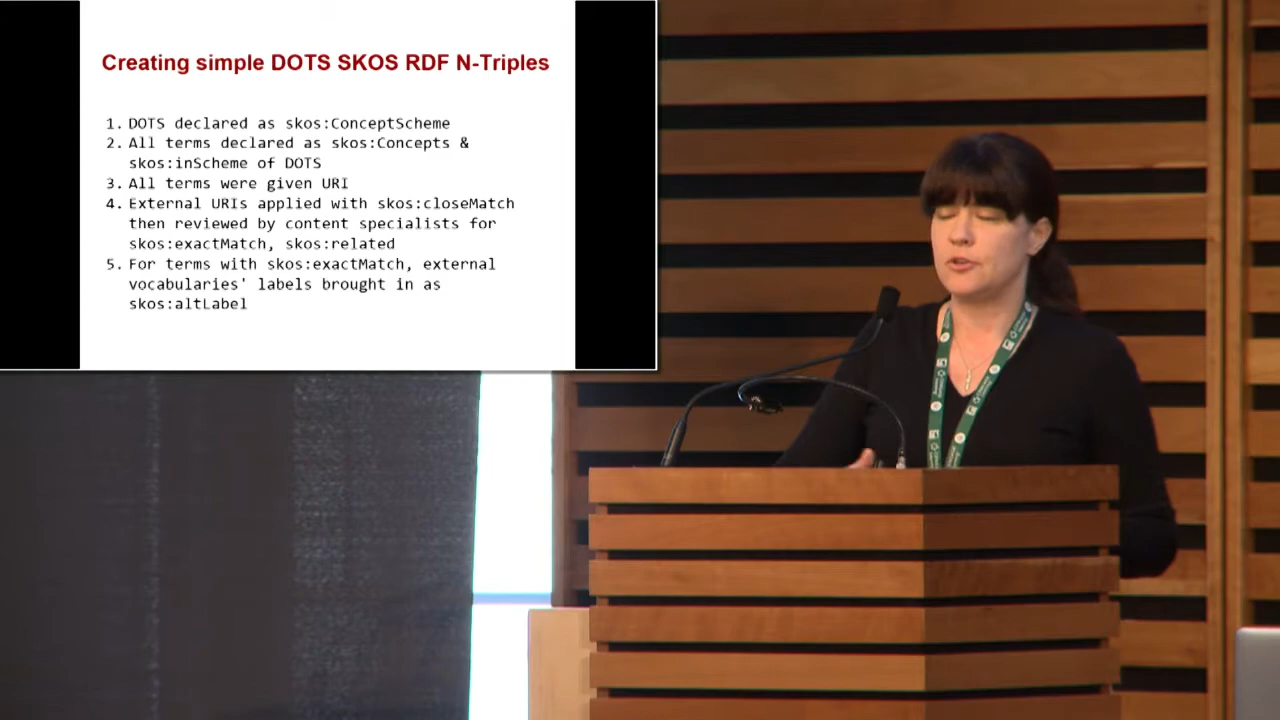 Creating simple DOTS SKOS RDF N-Triples
1. DOTS declared as skos:ConceptScheme
2. All terms declared as skos:Concepts &
skos:inScheme of DOTS
3. All terms were given URI
4. External URIs applied with skos:closeMatch
then reviewed by content specialists for
skos:exactMatch, skos:related
5. For terms with skos:exactMatch, external
vocabularies' labels brought in as
skos:altLabel